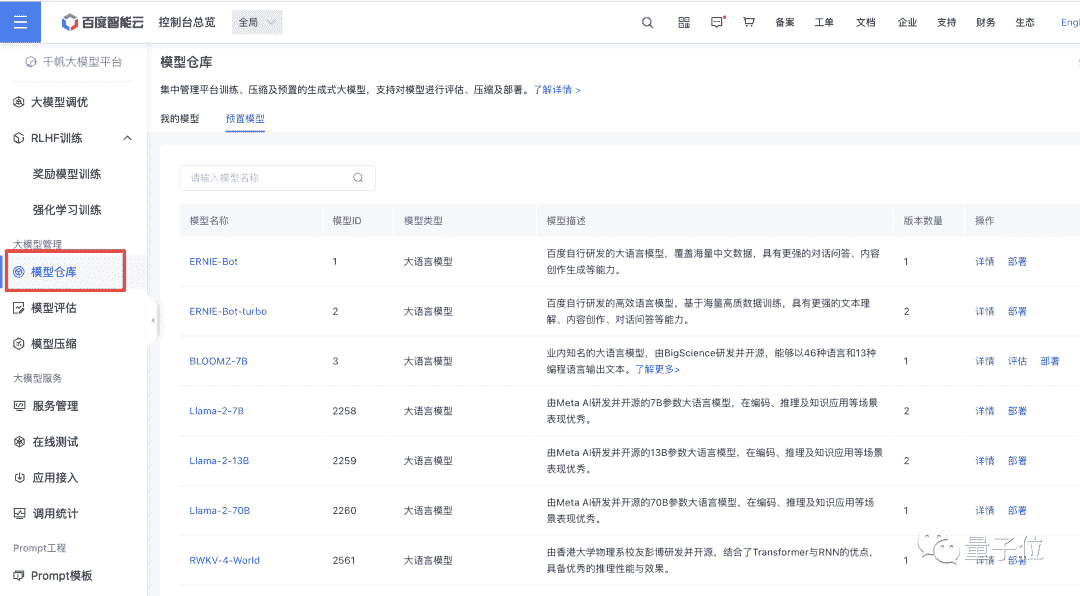 百度智能云 控制台总览 全局 备案 工单 文档 企业 支持 财务 生态 Engl
千帆大模型平台
大模型调优
RLHF训练
奖励模型训练
强化学习训练
大模型管理
模型仓库
模型评估
模型压缩
大模型服务
服务管理
在线测试
应用接入
调用统计
Prompt工程
Prompt模板
模型仓库
集中管理平台训练、压缩及预置的生成式大模型，支持对模型进行评估、压缩及部署。了解详情 >
我的模型 预置模型
请输入模型名称
模型名称 模型ID 模型类型 模型描述 版本数量 操作
ERNIE-Bot 1 大语言模型 百度自行研发的大语言模型，覆盖海量中文数据，具有更强的对话问答、内容 1 详情 部署
创作生成等能力。
ERNIE-Bot-turbo 2 大语言模型 百度自行研发的高效语言模型，基于海量高质数据训练，具有更强的文本理 2 详情 部署
解、内容创作、对话问答等能力。
BLOOMZ-7B 3 大语言模型 业内知名的大语言模型，由BigScience研发并开源，能够以46种语言和13种 1 详情 评估 部署
编程语言输出文本。了解更多>
Llama-2-7B 2258 大语言模型 由Meta AI研发并开源的7B参数大语言模型，在编码、推理及知识应用等场景 2 详情 部署
表现优秀。
Llama-2-13B 2259 大语言模型 由Meta AI研发并开源的13B参数大语言模型，在编码、推理及知识应用等场景 2 详情 部署
表现优秀。
Llama-2-70B 2260 大语言模型 由Meta AI研发并开源的70B参数大语言模型，在编码、推理及知识应用等场 1 详情 部署
景表现优秀。
RWKV-4-World 2561 大语言模型 由香港大学物理系校友彭博研发并开源，结合了Transformer与RNN的优点， 1 详情 部署
具备优秀的推理性能与效果。
量子位